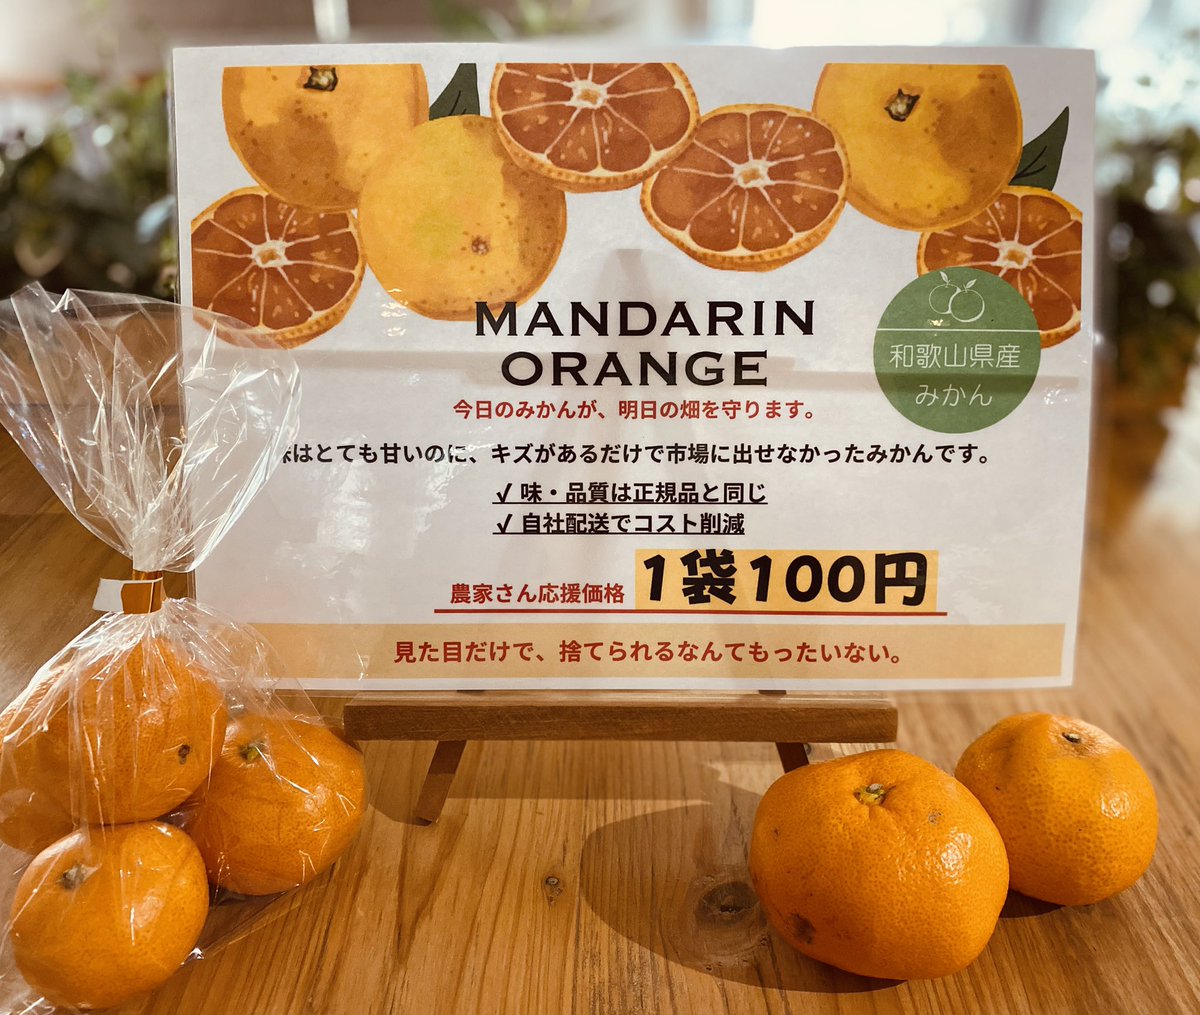 MANDARIN
ORANGE
和歌山県産
みかん
今日のみかんが、明日の畑を守ります。
味はとても甘いのに、キズがあるだけで市場に出せなかったみかんです。
√ 味・品質は正規品と同じ
√ 自社配送でコスト削減
農家さん応援価格 1袋100円
見た目だけで、捨てられるなんてもったいない。